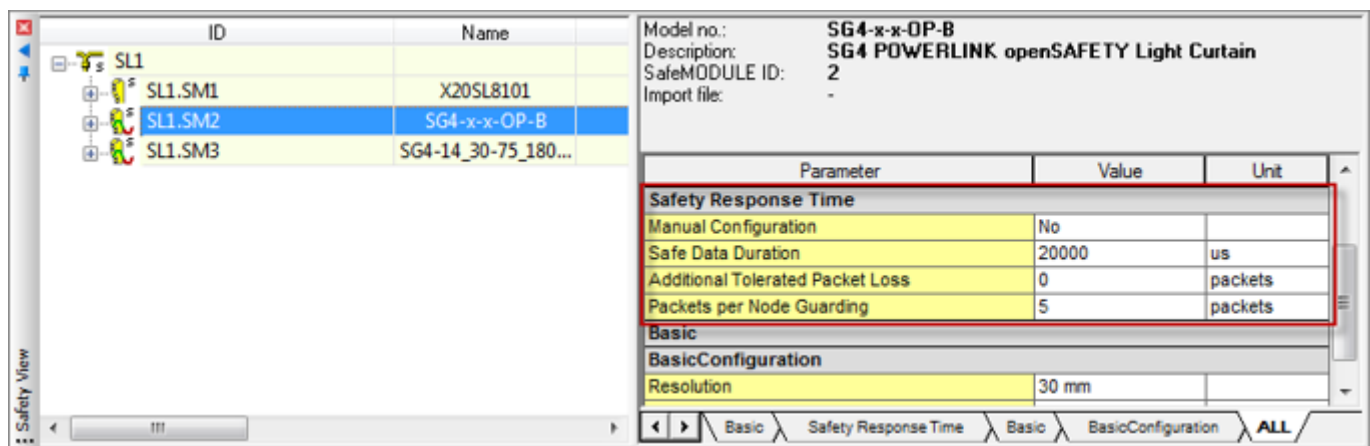 ID Name
SL1
SL1.SM1 X20SL8101
SL1.SM2 SG4-x-x-OP-B
SL1.SM3 SG4-14_30-75_180...
Safety View
Model no.: SG4-x-x-OP-B
Description: SG4 POWERLINK openSAFETY Light Curtain
SafeMODULE ID: 2
Import file: -
Parameter Value Unit
Safety Response Time
Manual Configuration No
Safe Data Duration 20000 us
Additional Tolerated Packet Loss 0 packets
Packets per Node Guarding 5 packets
Basic
BasicConfiguration
Resolution 30 mm
Basic Safety Response Time Basic BasicConfiguration ALL